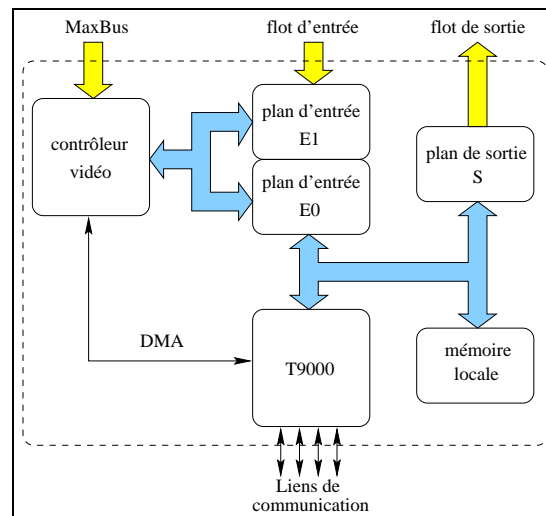 MaxBus
flot d'entrée
flot de sortie
contrôleur
vidéo
plan d'entrée
E1
plan d'entrée
E0
plan de sortie
S
DMA
T9000
mémoire
locale
Liens de
communication